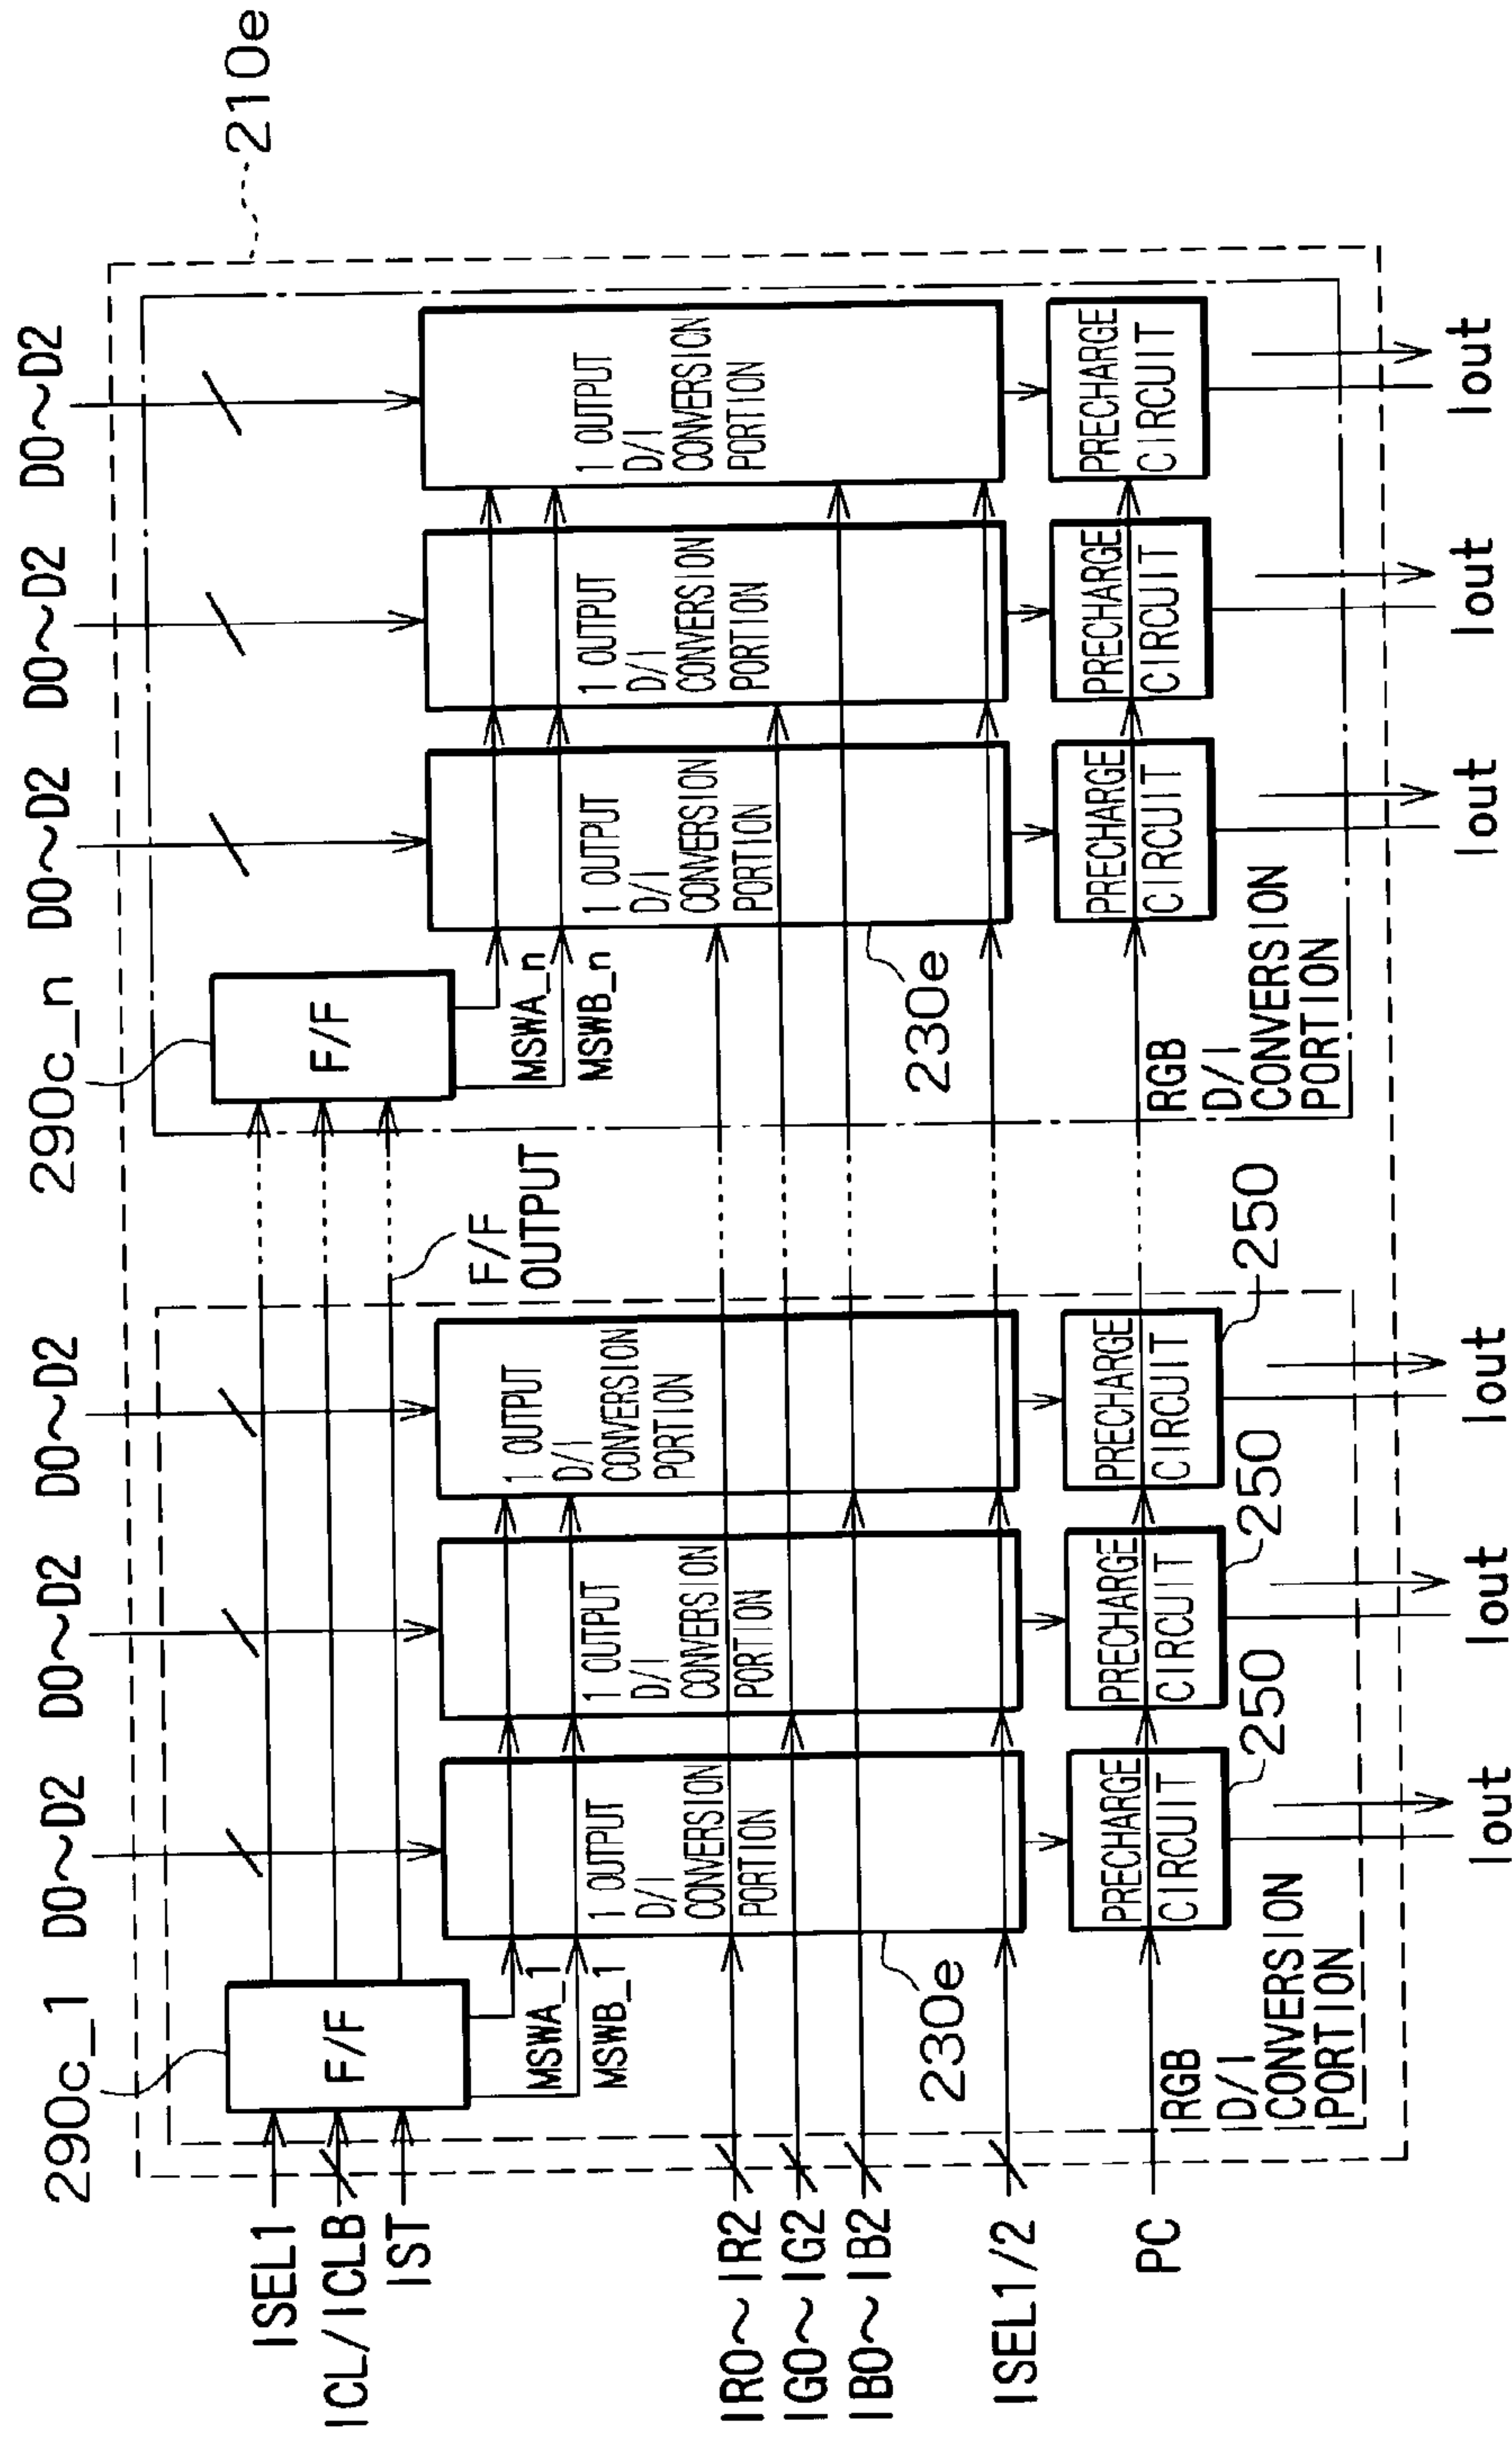 210e
D0~D2 D0~D2 D0~D2 D0~D2 D0~D2 D0~D2
290c_1
290c_n
F/F
F/F
ISEL1
ICL/ICLB
IST
F/F
OUTPUT
MSWA_1
MSWB_1
MSWA_n
MSWB_n
1 OUTPUT
D/I
CONVERSION
PORTION
1 OUTPUT
D/I
CONVERSION
PORTION
1 OUTPUT
D/I
CONVERSION
PORTION
1 OUTPUT
D/I
CONVERSION
PORTION
1 OUTPUT
D/I
CONVERSION
PORTION
1 OUTPUT
D/I
CONVERSION
PORTION
IR0~IR2
IG0~IG2
IB0~IB2
230e
230e
ISEL1/2
PC
PRECHARGE
CIRCUIT
PRECHARGE
CIRCUIT
PRECHARGE
CIRCUIT
PRECHARGE
CIRCUIT
PRECHARGE
CIRCUIT
PRECHARGE
CIRCUIT
250
250
250
RGB
D/I
CONVERSION
PORTION
RGB
D/I
CONVERSION
PORTION
Iout Iout Iout Iout Iout Iout